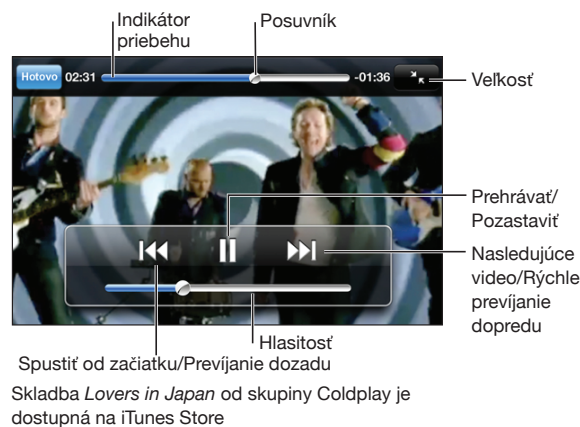 Indikátor
priebehu
Posuvník
Hotovo 02:31 -01:36
Veľkosť
Prehrávať/
Pozastaviť
Nasledujúce
video/Rýchle
prevíjanie
dopredu
Hlasitosť
Spustiť od začiatku/Prevíjanie dozadu
Skladba Lovers in Japan od skupiny Coldplay je
dostupná na iTunes Store